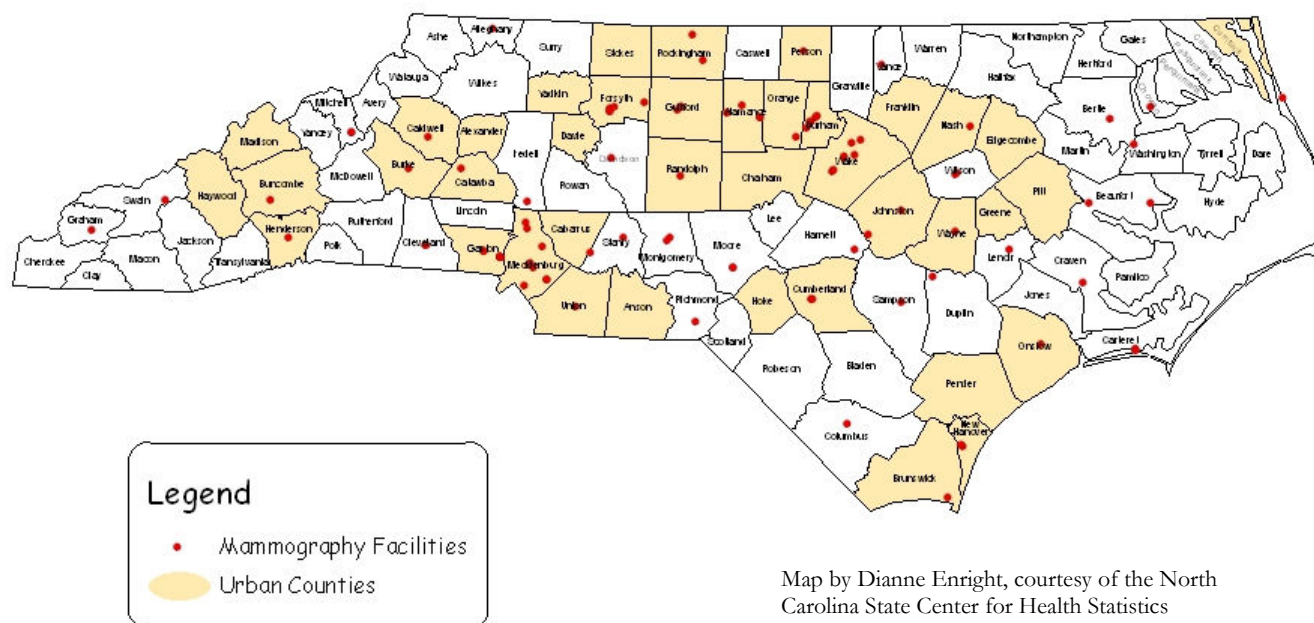 Ashe
Alleghany
Surry
Stokes
Rockingham
Caswell
Person
Granville
Vance
Warren
Northampton
Gates
Hertford
Halifax
Camden
Pasquotank
Perquimans
Watauga
Wilkes
Yadkin
Forsyth
Guilford
Alamance
Orange
Durham
Franklin
Nash
Edgecombe
Bertie
Martin
Washington
Tyrrell
Dare
Mitchell
Avery
Yancey
Madison
Caldwell
Alexander
Iredell
Davie
Davidson
Randolph
Chatham
Wake
Wilson
Pitt
Beaufort
Hyde
Haywood
Buncombe
McDowell
Burke
Catawba
Rowan
Swain
Graham
Cherokee
Clay
Macon
Jackson
Transylvania
Henderson
Polk
Rutherford
Cleveland
Lincoln
Gaston
Mecklenburg
Cabarrus
Stanly
Montgomery
Moore
Lee
Harnett
Johnston
Wayne
Greene
Lenoir
Craven
Pamlico
Jones
Union
Anson
Richmond
Scotland
Hoke
Cumberland
Sampson
Duplin
Onslow
Carteret
Robeson
Bladen
Pender
Columbus
New
Hanover
Brunswick
Legend
Mammography Facilities
Urban Counties
Map by Dianne Enright, courtesy of the North
Carolina State Center for Health Statistics